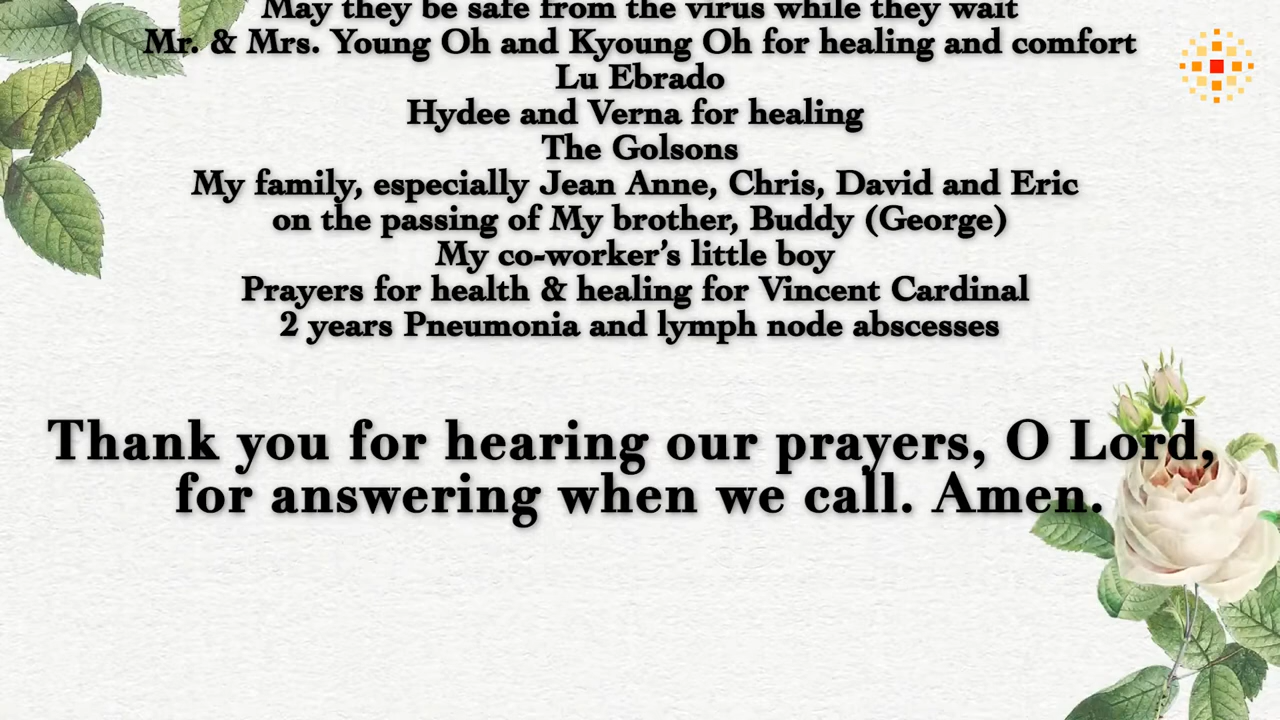 May they be safe from the virus while they wait
Mr. & Mrs. Young Oh and Kyoung Oh for healing and comfort
Lu Ebrado
Hydee and Verna for healing
The Golsons
My family, especially Jean Anne, Chris, David and Eric
on the passing of My brother, Buddy (George)
My co-worker’s little boy
Prayers for health & healing for Vincent Cardinal
2 years Pneumonia and lymph node abscesses
Thank you for hearing our prayers, O Lord,
for answering when we call. Amen.